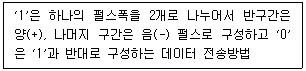 ‘1’은 하나의 펄스폭을 2개로 나누어서 반구간은
양(+), 나머지 구간은 음(-) 펄스로 구성하고 ‘0’
은 ‘1’과 반대로 구성하는 데이터 전송방법